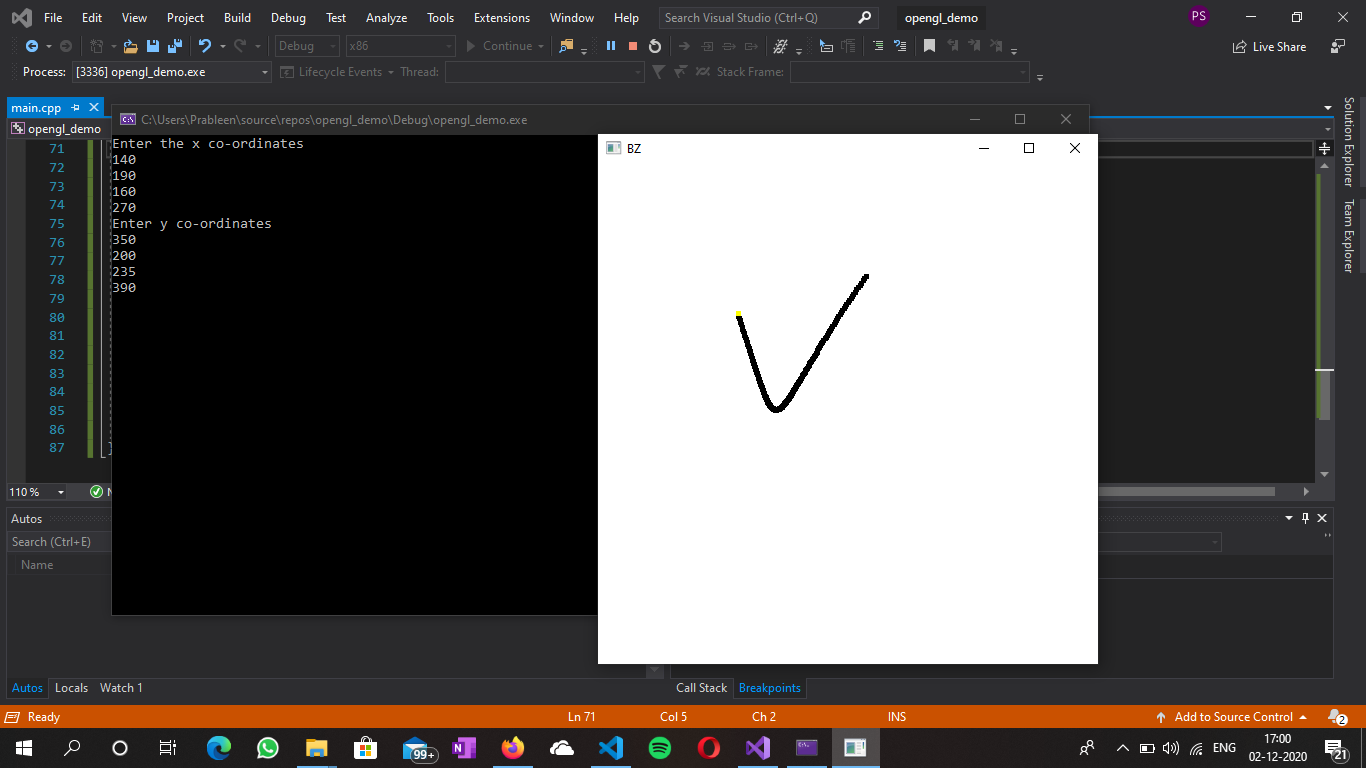 File Edit View Project Build Debug Test Analyze Tools Extensions Window Help Search Visual Studio (Ctrl+Q) opengl_demo PS
Debug x86 Continue Live Share
Process: [3336] opengl_demo.exe Lifecycle Events Thread: Stack Frame:
main.cpp
C:\Users\Prableen\source\repos\opengl_demo\Debug\opengl_demo.exe
opengl_demo
Enter the x co-ordinates
140
190
160
270
Enter y co-ordinates
350
200
235
390
BZ
71
72
73
74
75
76
77
78
79
80
81
82
83
84
85
86
87
110 %
Solution Explorer
Team Explorer
Autos
Search (Ctrl+E)
Name
Autos Locals Watch 1
Call Stack Breakpoints
Ready Ln 71 Col 5 Ch 2 INS Add to Source Control 2
99+
ENG
17:00
02-12-2020
21